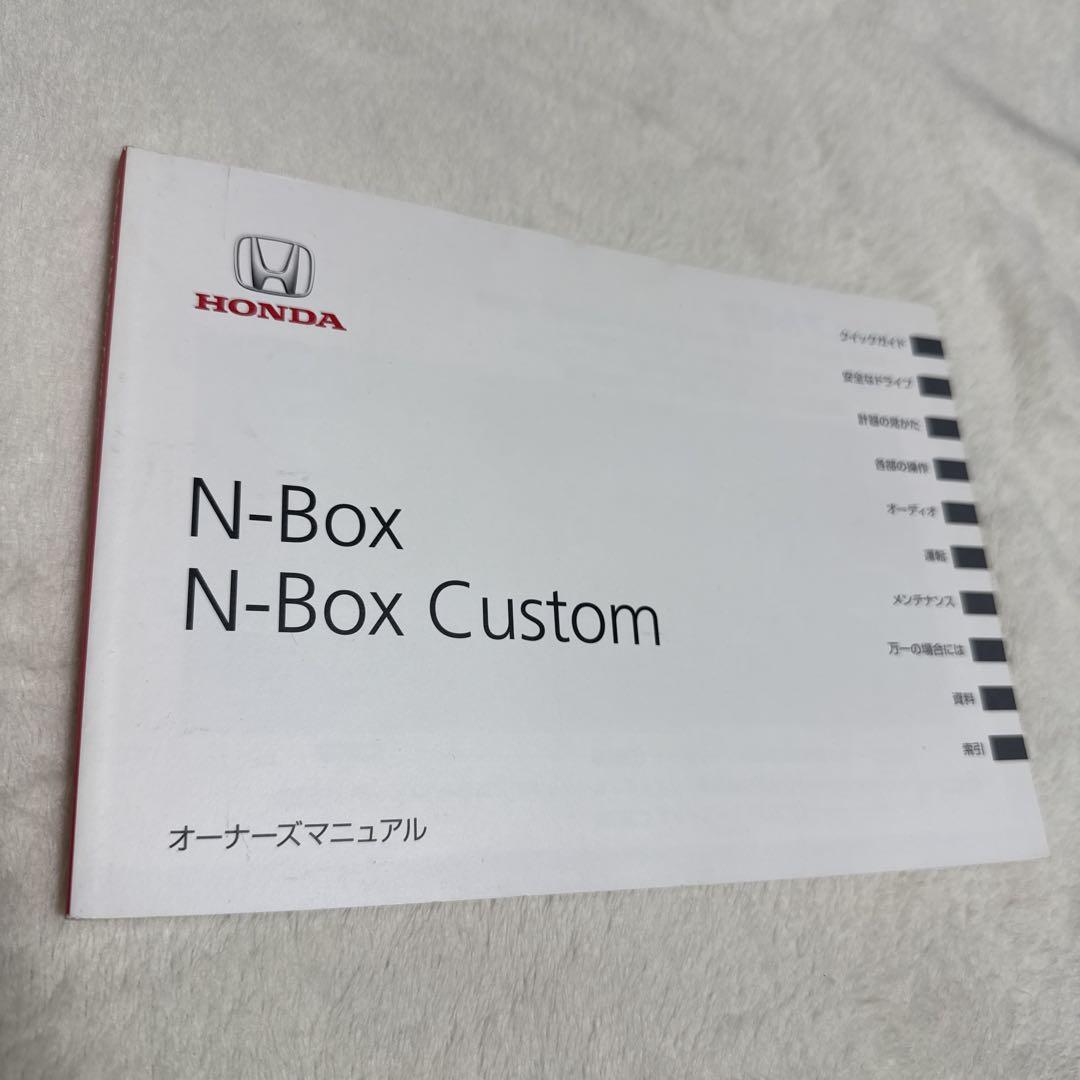 HONDA
クイックガイド
安全なドライブ
計器の見かた
各部の操作
オーディオ
運転
メンテナンス
万一の場合には
資料
索引
N-Box
N-Box Custom
オーナーズマニュアル